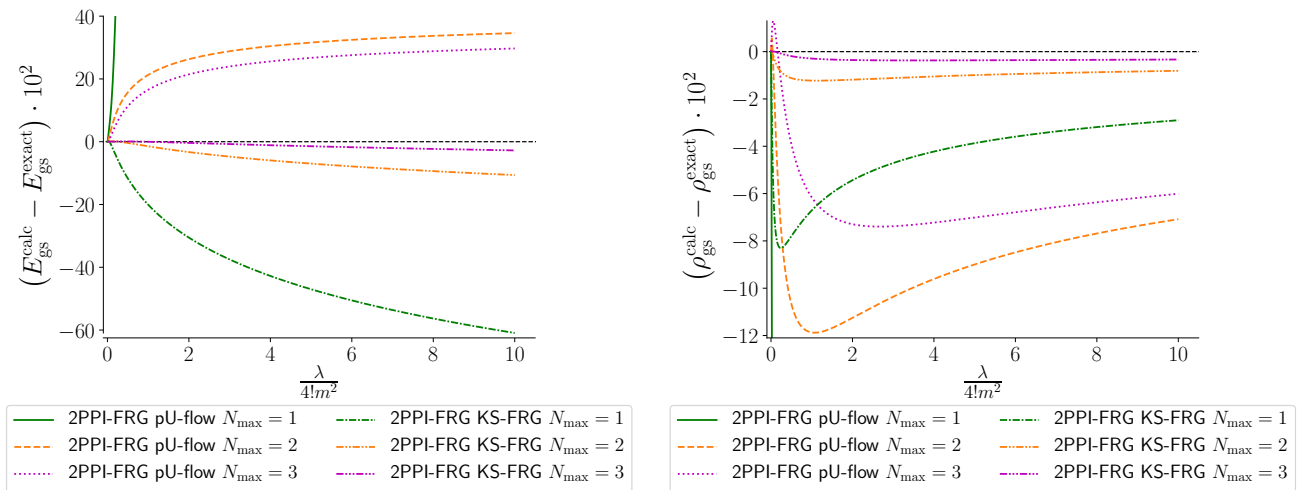 (E_gs^calc − E_gs^exact) · 10^2
40
20
0
−20
−40
−60
0 2 4 6 8 10
λ/4!m^2
2PPI-FRG pU-flow N_max = 1
2PPI-FRG pU-flow N_max = 2
2PPI-FRG pU-flow N_max = 3
2PPI-FRG KS-FRG N_max = 1
2PPI-FRG KS-FRG N_max = 2
2PPI-FRG KS-FRG N_max = 3
(ρ_gs^calc − ρ_gs^exact) · 10^2
0
−2
−4
−6
−8
−10
−12
0 2 4 6 8 10
λ/4!m^2
2PPI-FRG pU-flow N_max = 1
2PPI-FRG pU-flow N_max = 2
2PPI-FRG pU-flow N_max = 3
2PPI-FRG KS-FRG N_max = 1
2PPI-FRG KS-FRG N_max = 2
2PPI-FRG KS-FRG N_max = 3